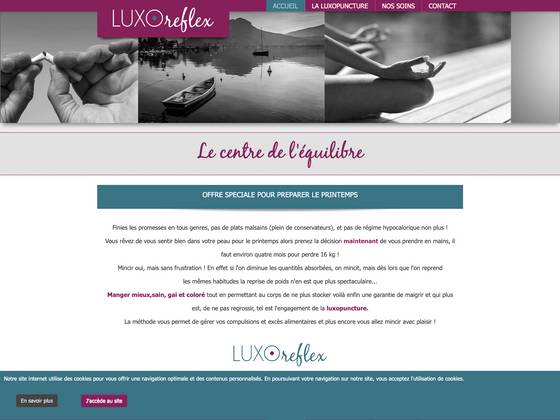 ACCUEIL LA LUXOPUNCTURE NOS SOINS CONTACT
LUXOreflex
Le centre de l'équilibre
OFFRE SPECIALE POUR PREPARER LE PRINTEMPS
Finies les promesses en tous genres, pas de plats malsains (plein de conservateurs), et pas de régime hypocalorique non plus !
Vous rêvez de vous sentir bien dans votre peau pour le printemps alors prenez la décision maintenant de vous prendre en mains, il
faut environ quatre mois pour perdre 16 kg !
Mincir oui, mais sans frustration ! En effet si l'on diminue les quantités absorbées, on mincit, mais dès lors que l'on reprend
les mêmes habitudes la reprise de poids n'en est que plus spectaculaire...
Manger mieux,sain, gai et coloré tout en permettant au corps de ne plus stocker voilà enfin une garantie de maigrir et qui plus
est, de ne pas regrossir, tel est l'engagement de la luxopuncture.
La méthode vous permet de gérer vos compulsions et excès alimentaires et plus encore vous allez mincir avec plaisir !
LUXOreflex
Notre site internet utilise des cookies pour vous offrir une navigation optimale et des contenus personnalisés. En poursuivant votre navigation sur notre site, vous acceptez l'utilisation de cookies.
En savoir plus J'accède au site